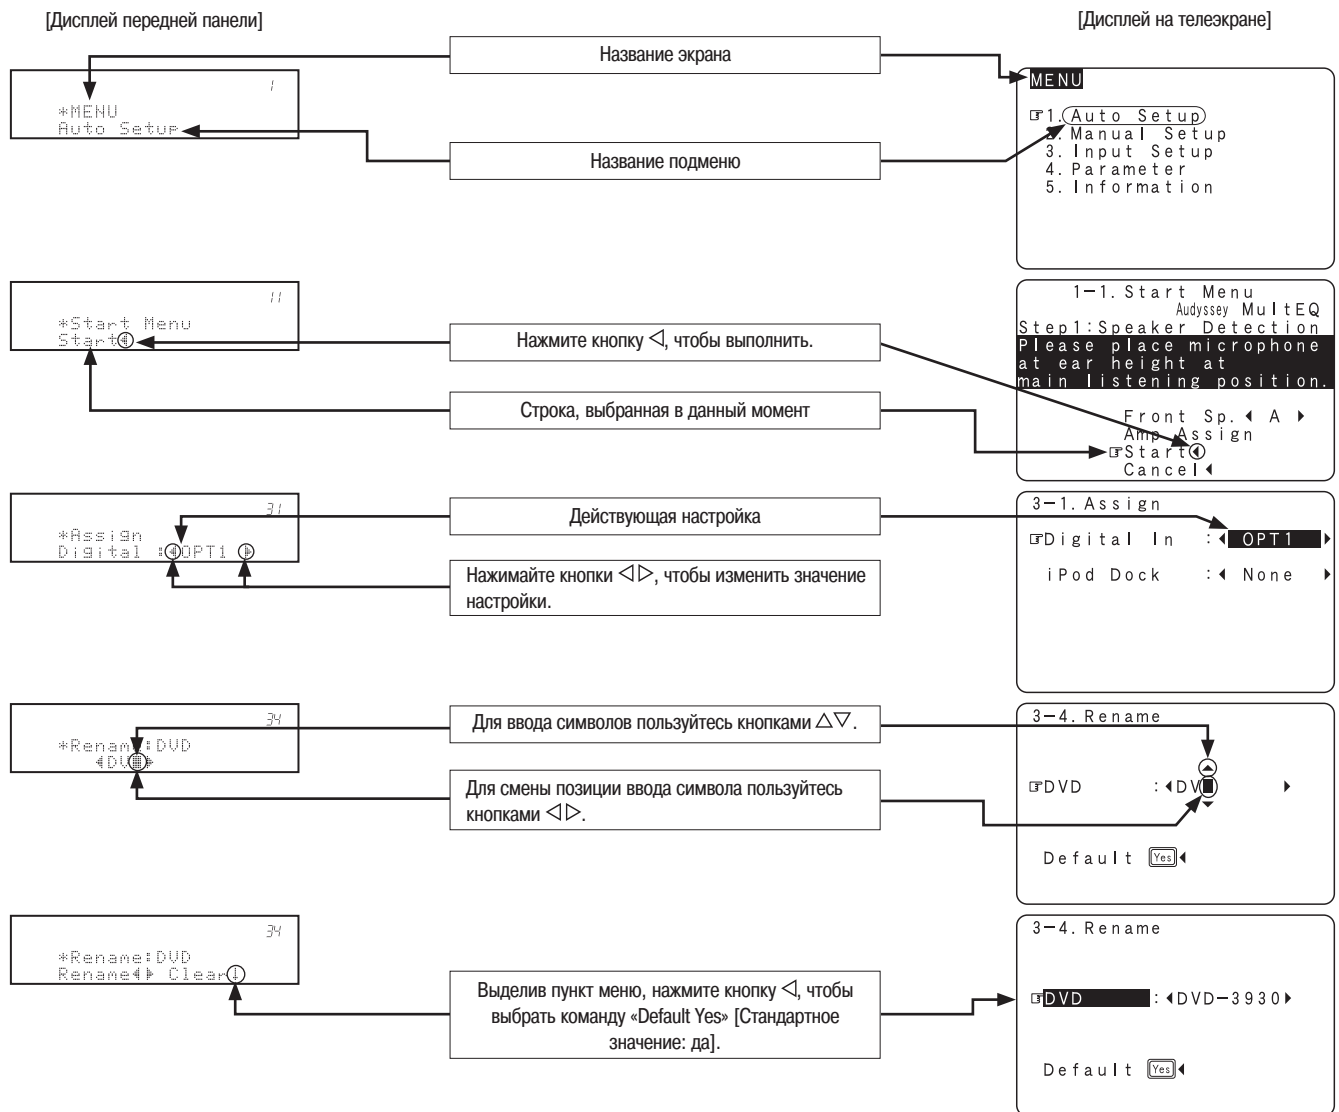 [Дисплей передней панели]
[Дисплей на телеэкране]
Название экрана
1
*MENU
Auto Setup
Название подменю
MENU
☞1. Auto Setup
2. Manual Setup
3. Input Setup
4. Parameter
5. Information
11
*Start Menu
Start◀
Нажмите кнопку ◁, чтобы выполнить.
Строка, выбранная в данный момент
1-1. Start Menu
Audyssey MultEQ
Step1:Speaker Detection
Please place microphone
at ear height at
main listening position.
Front Sp.◀ A ▶
Amp Assign
☞Start◀
Cancel◀
31
*Assign
Digital :◀OPT1 ▶
Действующая настройка
Нажимайте кнопки ◁▷, чтобы изменить значение
настройки.
3-1. Assign
☞Digital In :◀ OPT1 ▶
iPod Dock :◀ None ▶
34
*Rename:DVD
◀DV■▶
Для ввода символов пользуйтесь кнопками △▽.
Для смены позиции ввода символа пользуйтесь
кнопками ◁▷.
3-4. Rename
☞DVD :◀DV■ ▶
Default Yes◀
34
*Rename:DVD
Rename◀▶ Clear↓
Выделив пункт меню, нажмите кнопку ◁, чтобы
выбрать команду «Default Yes» [Стандартное
значение: да].
3-4. Rename
☞DVD :◀DVD-3930▶
Default Yes◀